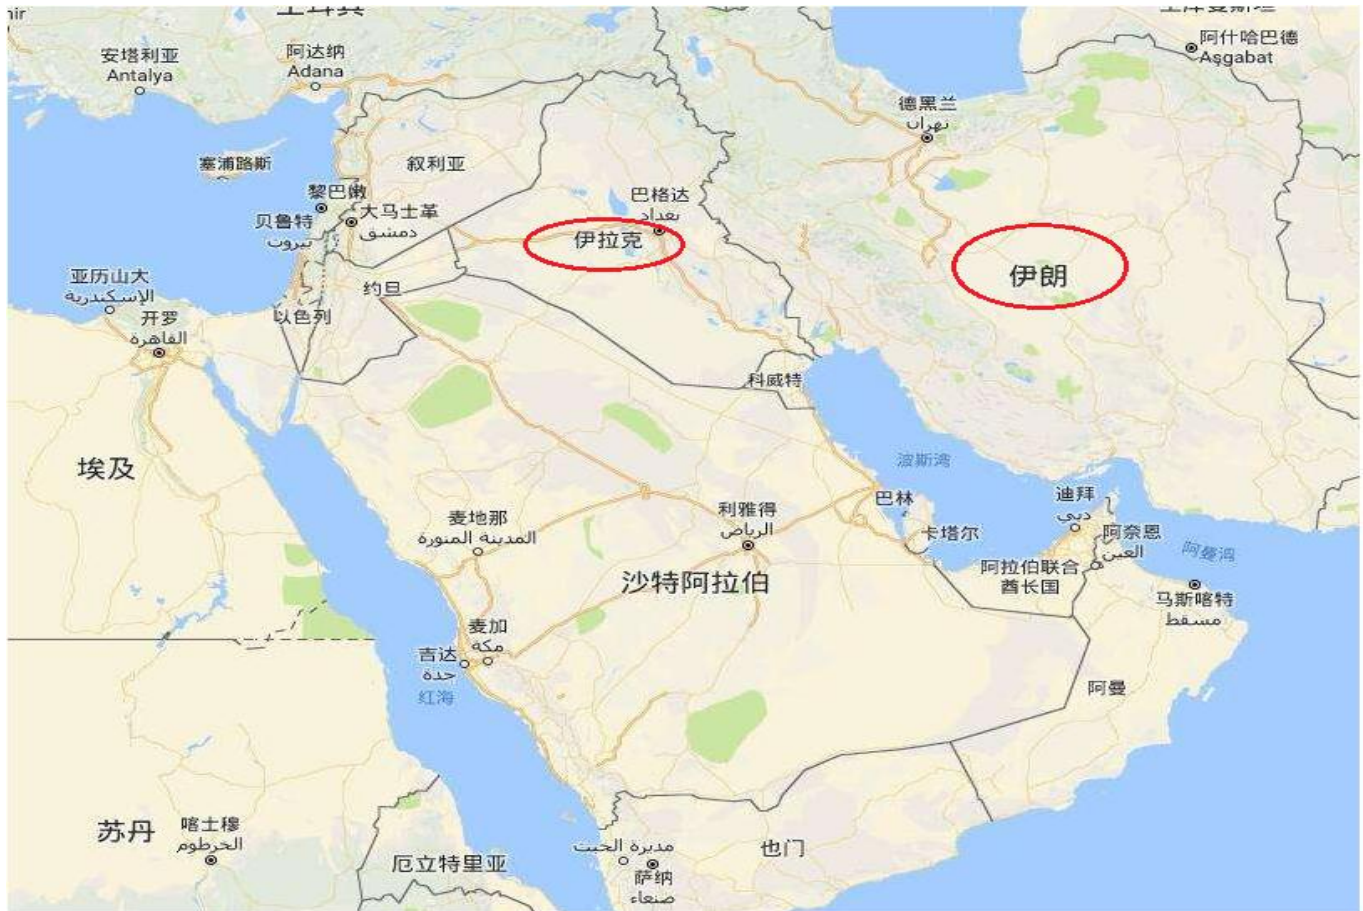 安塔利亚
Antalya
阿达纳
Adana
阿什哈巴德
Aşgabat
德黑兰
تهران
塞浦路斯
叙利亚
黎巴嫩
贝鲁特
بيروت
大马士革
دمشق
巴格达
بغداد
伊拉克
伊朗
亚历山大
الإسكندرية
开罗
القاهرة
约旦
以色列
科威特
埃及
波斯湾
麦地那
المدينة المنورة
利雅得
الرياض
巴林
卡塔尔
迪拜
دبي
阿奈恩
العين
阿曼湾
阿拉伯联合
酋长国
马斯喀特
مسقط
沙特阿拉伯
麦加
مكة
吉达
جدة
红海
阿曼
苏丹
喀土穆
الخرطوم
厄立特里亚
مديرة الحيت
也门
萨纳
صنعاء